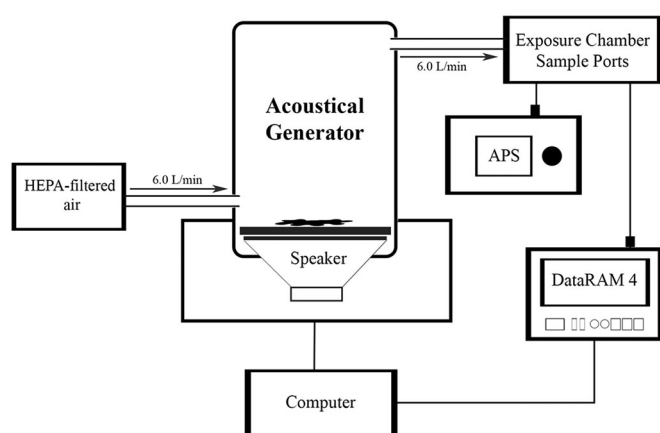 Exposure Chamber
Sample Ports
6.0 L/min
Acoustical
Generator
APS
6.0 L/min
HEPA-filtered
air
Speaker
DataRAM 4
Computer